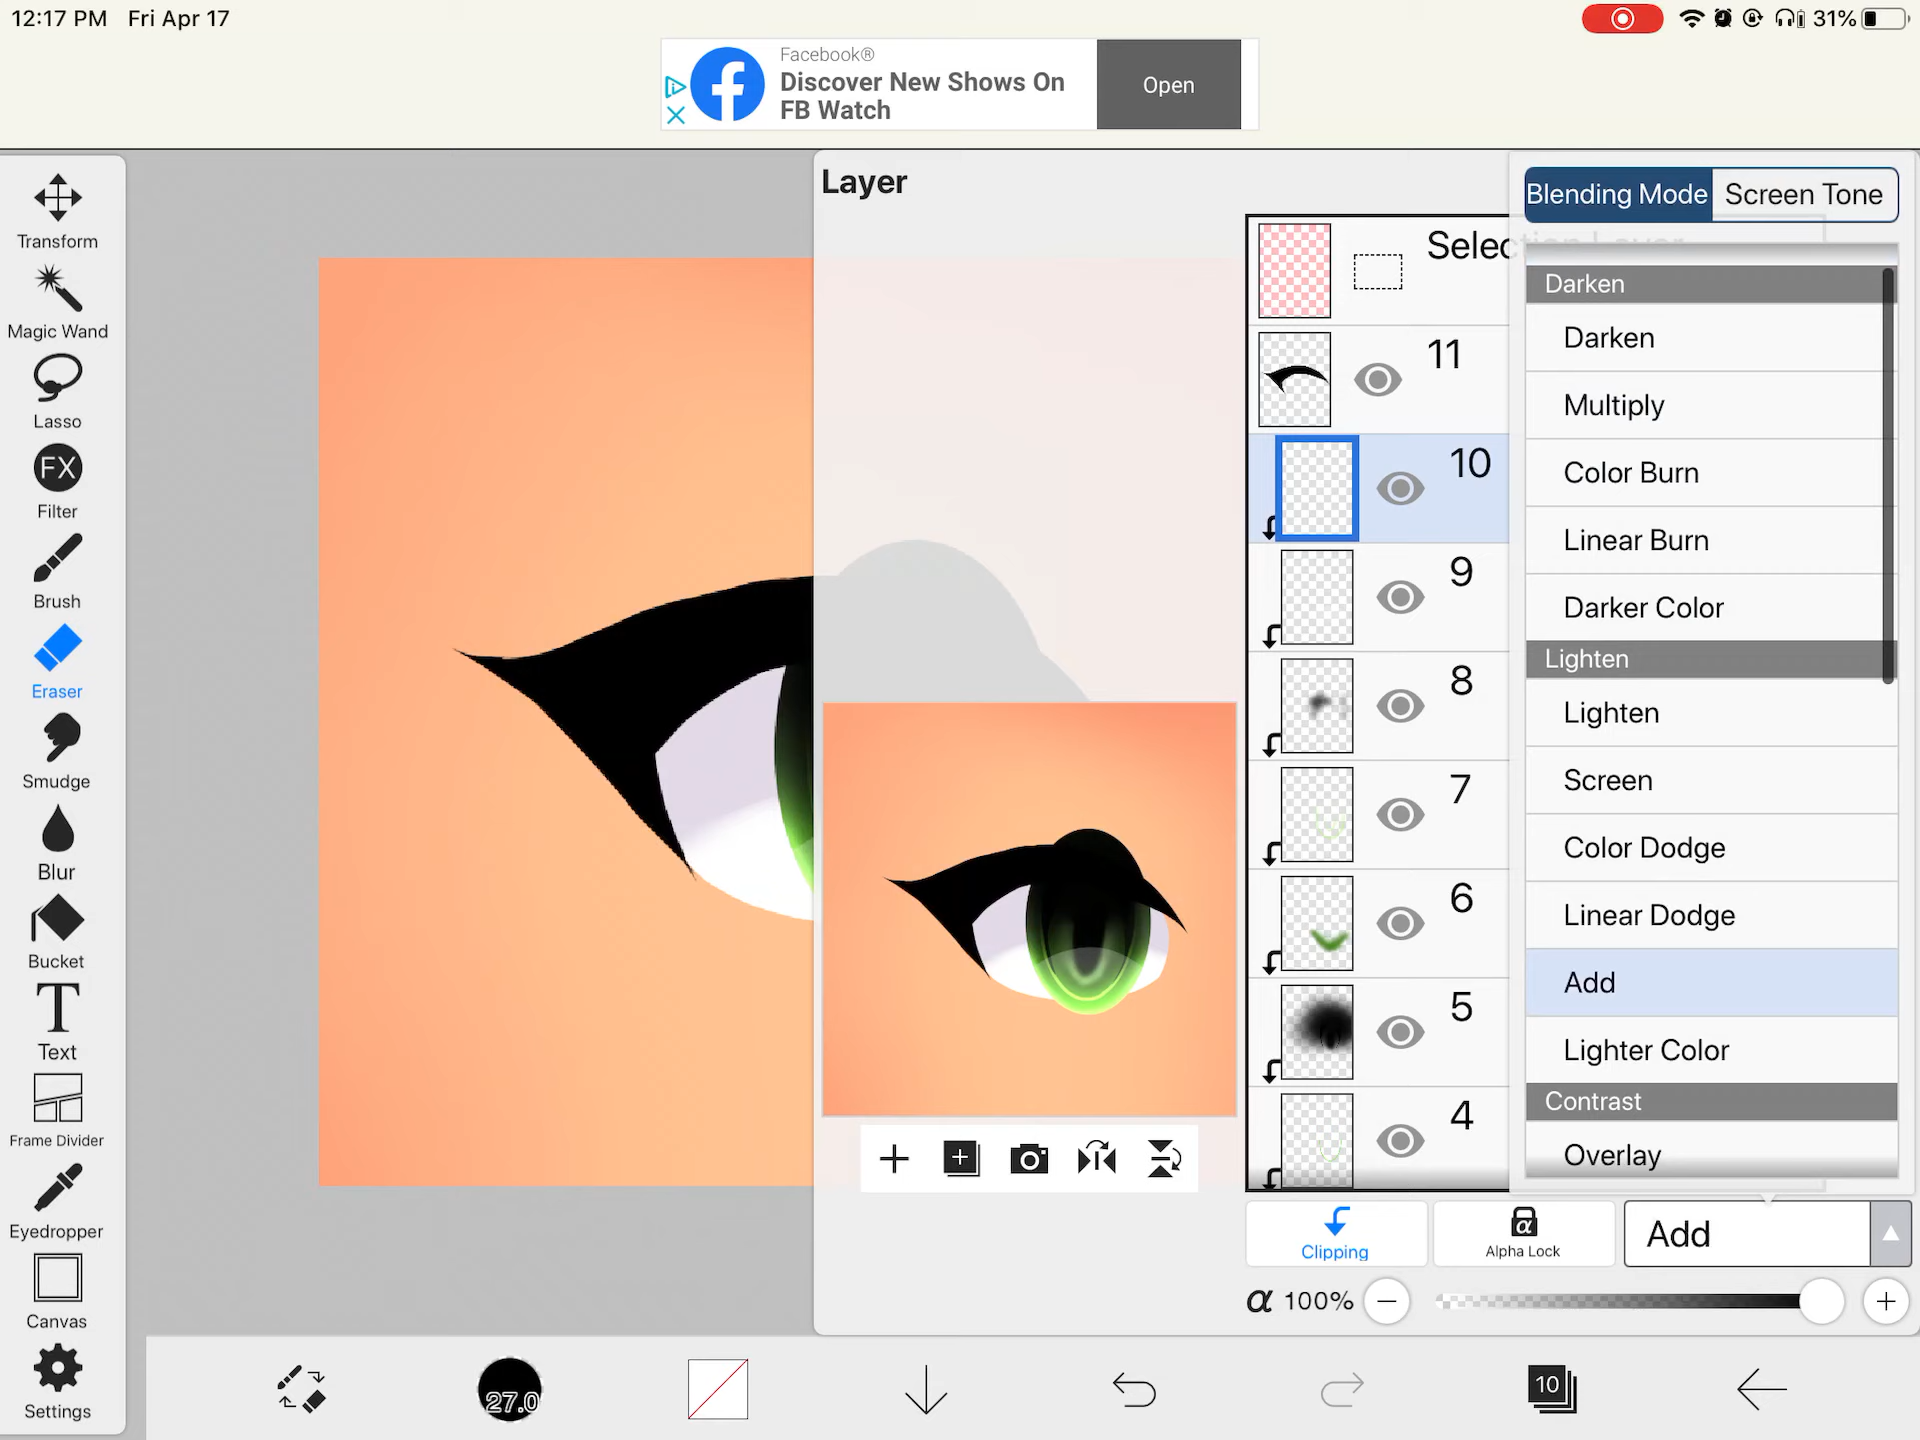 12:17 PM Fri Apr 17
31%
Facebook®
Discover New Shows On
FB Watch
Open
Transform
Magic Wand
Lasso
FX
Filter
Brush
Eraser
Smudge
Blur
Bucket
T
Text
Frame Divider
Eyedropper
Canvas
Settings
Layer
Selection Layer
11
10
9
8
7
6
5
4
Blending Mode
Screen Tone
Darken
Darken
Multiply
Color Burn
Linear Burn
Darker Color
Lighten
Lighten
Screen
Color Dodge
Linear Dodge
Add
Lighter Color
Contrast
Overlay
Clipping
α
Alpha Lock
Add
α 100%
27.0
10